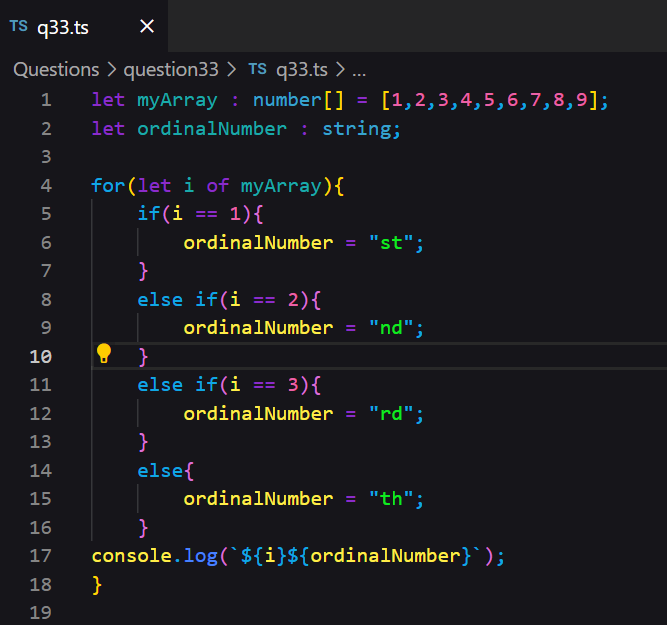 TS q33.ts ×
Questions > question33 > TS q33.ts > ...
1 let myArray : number[] = [1,2,3,4,5,6,7,8,9];
2 let ordinalNumber : string;
3
4 for(let i of myArray){
5     if(i == 1){
6         ordinalNumber = "st";
7     }
8     else if(i == 2){
9         ordinalNumber = "nd";
10     }
11     else if(i == 3){
12         ordinalNumber = "rd";
13     }
14     else{
15         ordinalNumber = "th";
16     }
17 console.log(`${i}${ordinalNumber}`);
18 }
19